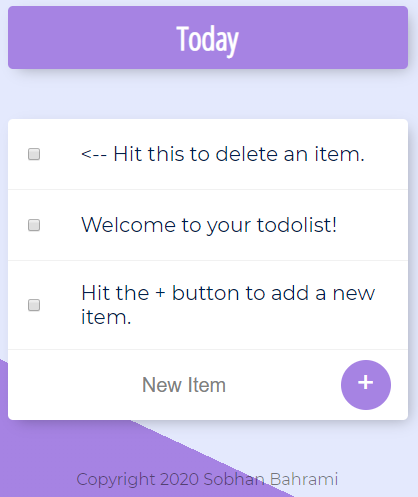 Today
<-- Hit this to delete an item.
Welcome to your todolist!
Hit the + button to add a new
item.
New Item
+
Copyright 2020 Sobhan Bahrami